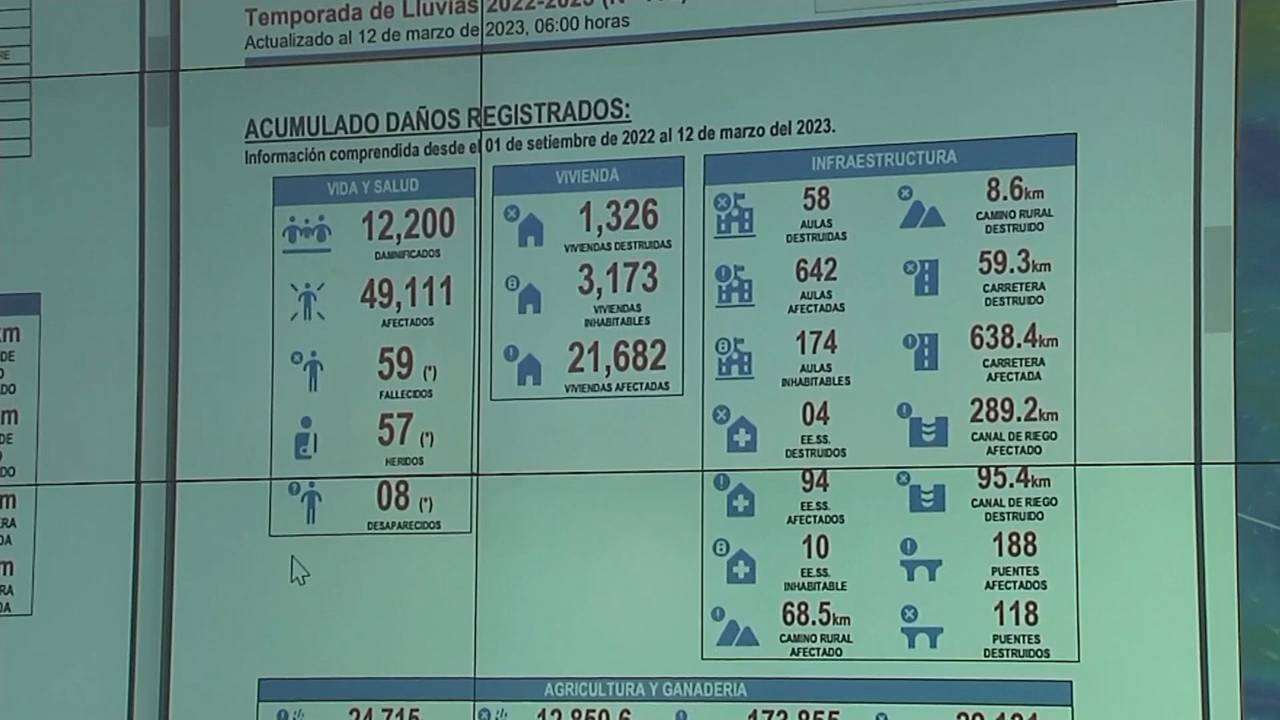 Temporada de Lluvias 2022-2023
Actualizado al 12 de marzo de 2023, 06:00 horas
ACUMULADO DAÑOS REGISTRADOS:
Información comprendida desde el 01 de setiembre de 2022 al 12 de marzo del 2023.
VIDA Y SALUD
12,200
DAMNIFICADOS
49,111
AFECTADOS
59 (*)
FALLECIDOS
57 (*)
HERIDOS
08 (*)
DESAPARECIDOS
VIVIENDA
1,326
VIVIENDAS DESTRUIDAS
3,173
VIVIENDAS
INHABITABLES
21,682
VIVIENDAS AFECTADAS
INFRAESTRUCTURA
58
AULAS
DESTRUIDAS
642
AULAS
AFECTADAS
174
AULAS
INHABITABLES
04
EE.SS.
DESTRUIDOS
94
EE.SS.
AFECTADOS
10
EE.SS.
INHABITABLE
68.5km
CAMINO RURAL
AFECTADO
8.6km
CAMINO RURAL
DESTRUIDO
59.3km
CARRETERA
DESTRUIDO
638.4km
CARRETERA
AFECTADA
289.2km
CANAL DE RIEGO
AFECTADO
95.4km
CANAL DE RIEGO
DESTRUIDO
188
PUENTES
AFECTADOS
118
PUENTES
DESTRUIDOS
AGRICULTURA Y GANADERIA